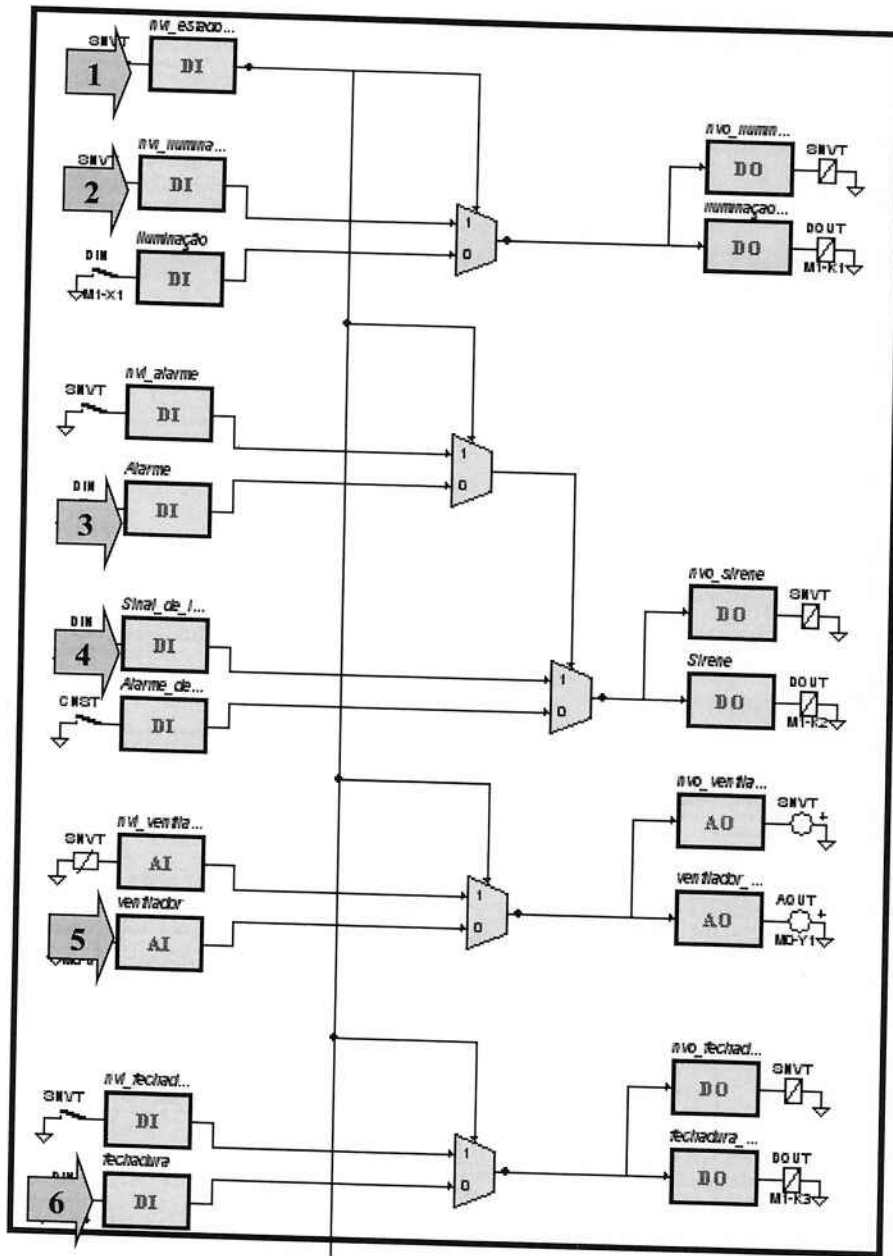 nvi_estado...
SNVT
1
DI
nvi_ilumina...
SNVT
2
DI
Iluminação
DIN
M1-X1
DI
1
0
nvo_ilumin...
SNVT
DO
Iluminação...
DOUT
DO
M1-K1
nvi_alarme
SNVT
DI
Alarme
DIN
3
DI
1
0
Sinal_de_i...
DIN
4
DI
Alarme_de...
CNST
DI
1
0
nvo_sirene
SNVT
DO
Sirene
DOUT
DO
M1-K2
nvi_ventila...
SNVT
AI
ventilador
5
AI
1
0
nvo_ventila...
SNVT
AO
ventilador_...
AOUT
AO
M0-Y1
nvi_fechad...
SNVT
DI
fechadura
DIN
6
DI
1
0
nvo_fechad...
SNVT
DO
fechadura_...
DOUT
DO
M1-K3